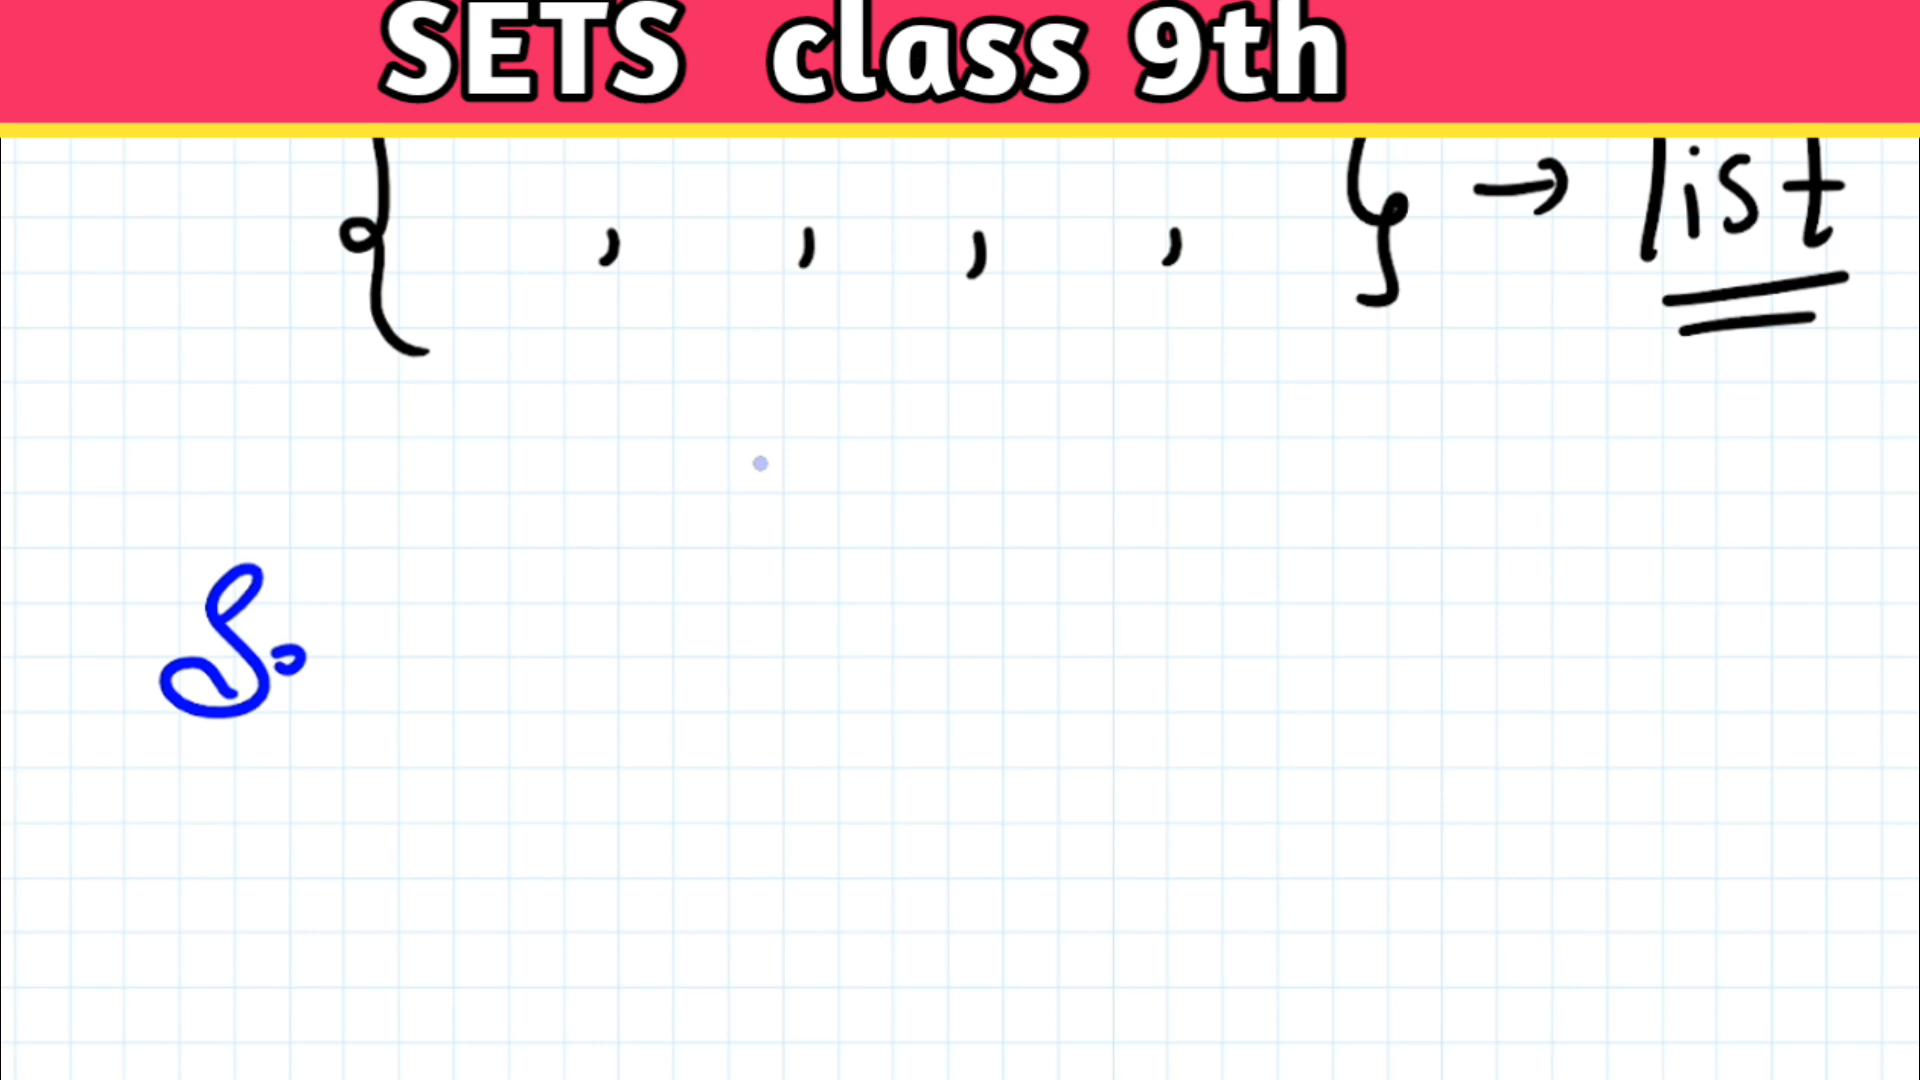 SETS class 9th
{ , , , , } → list
S